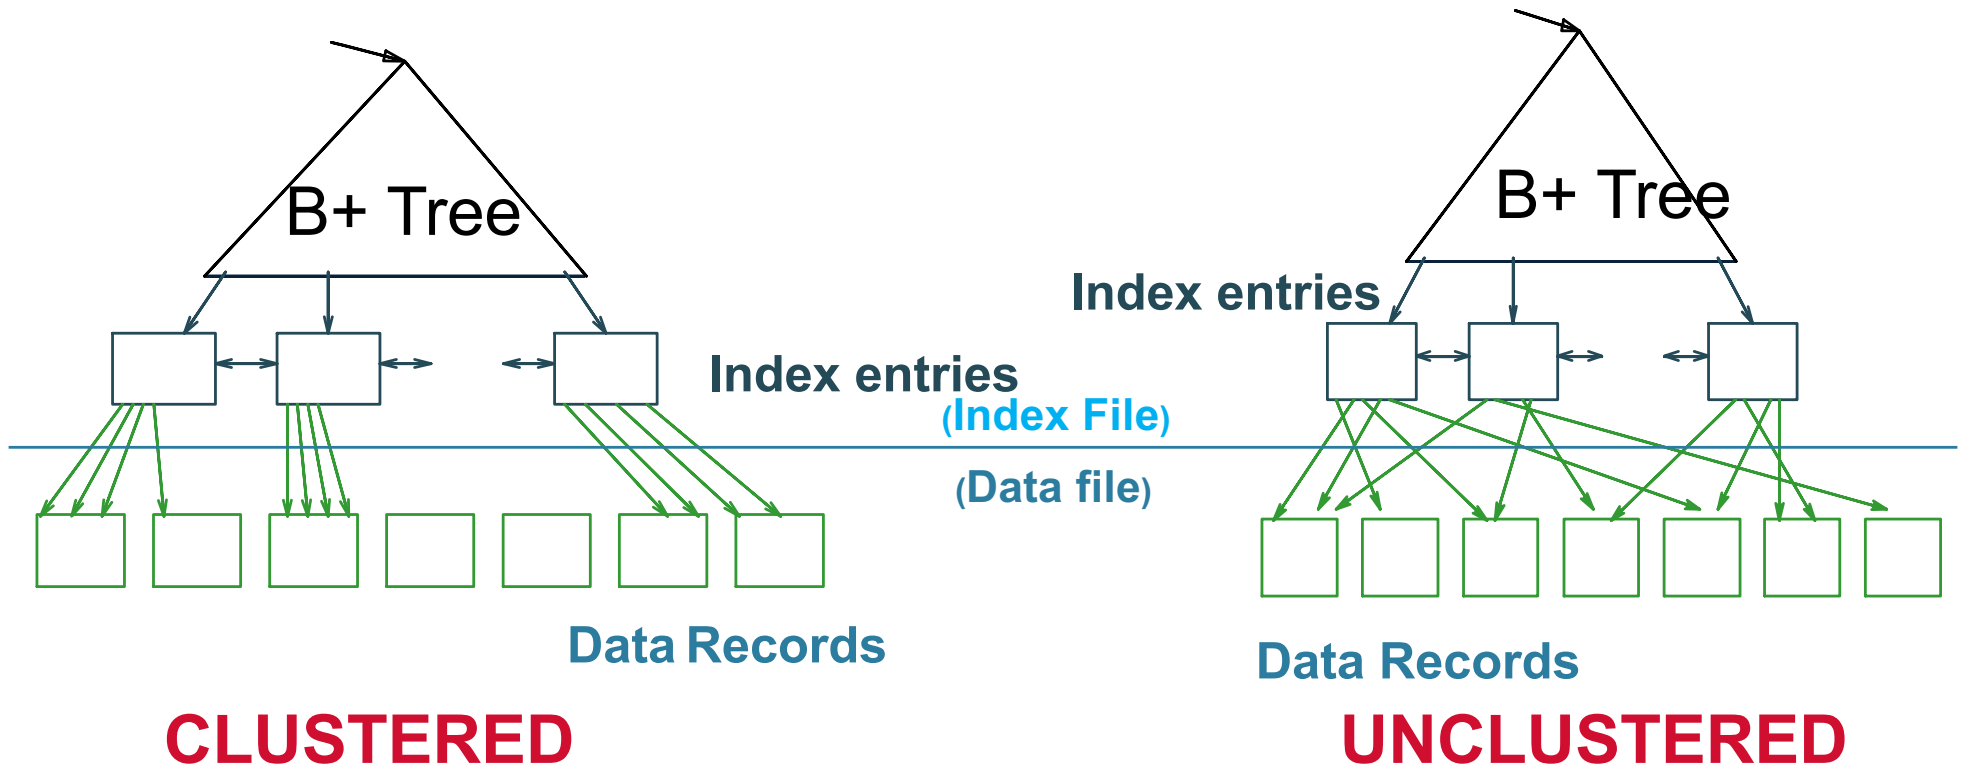 B+ Tree
B+ Tree
Index entries
Index entries
(Index File)
(Data file)
Data Records
Data Records
CLUSTERED
UNCLUSTERED